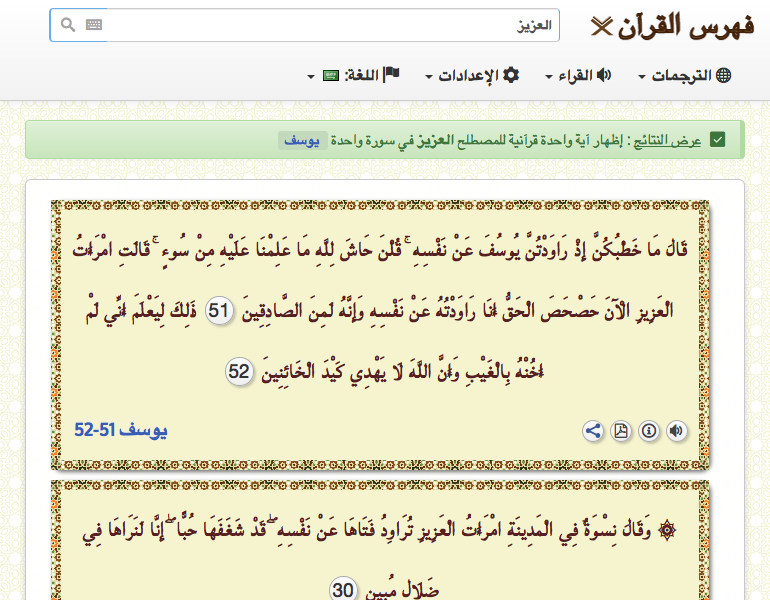 فهرس القرآن
العزيز
الترجمات
القراء
الإعدادات
اللغة:
عرض النتائج : إظهار آية واحدة قرآنية للمصطلح العزيز في سورة واحدة يوسف
قَالَ مَا خَطْبُكُنَّ إِذْ رَاوَدْتُنَّ يُوسُفَ عَنْ نَفْسِهِ ۚ قُلْنَ حَاشَ لِلَّهِ مَا عَلِمْنَا عَلَيْهِ مِنْ سُوءٍ ۚ قَالَتِ امْرَأَتُ
الْعَزِيزِ الْآنَ حَصْحَصَ الْحَقُّ أَنَا رَاوَدْتُهُ عَنْ نَفْسِهِ وَإِنَّهُ لَمِنَ الصَّادِقِينَ 51 ذَٰلِكَ لِيَعْلَمَ أَنِّي لَمْ
أَخُنْهُ بِالْغَيْبِ وَأَنَّ اللَّهَ لَا يَهْدِي كَيْدَ الْخَائِنِينَ 52
يوسف 51-52
۞ وَقَالَ نِسْوَةٌ فِي الْمَدِينَةِ امْرَأَتُ الْعَزِيزِ تُرَاوِدُ فَتَاهَا عَنْ نَفْسِهِ ۖ قَدْ شَغَفَهَا حُبًّا ۖ إِنَّا لَنَرَاهَا فِي
ضَلَالٍ مُبِينٍ 30